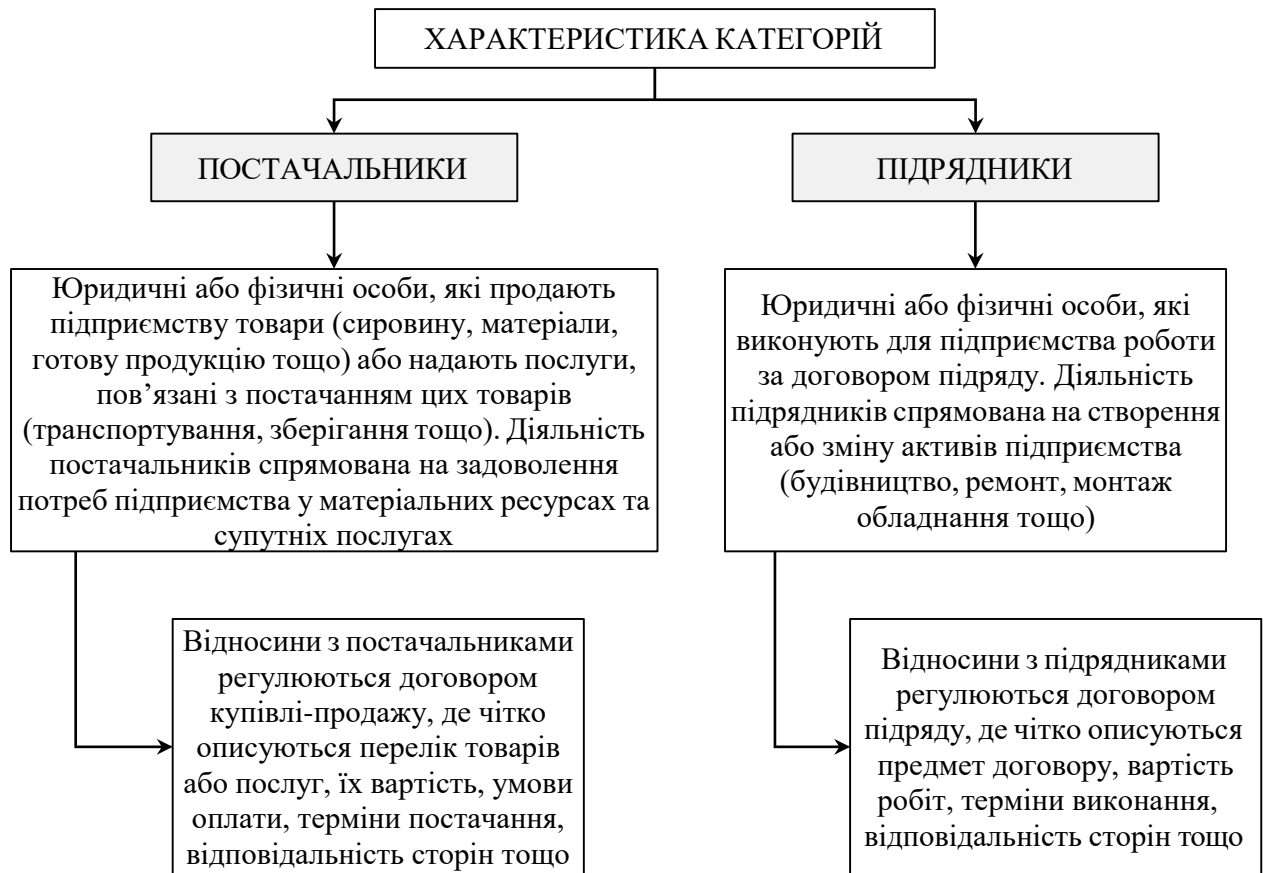 ХАРАКТЕРИСТИКА КАТЕГОРІЙ
ПОСТАЧАЛЬНИКИ
ПІДРЯДНИКИ
Юридичні або фізичні особи, які продають
підприємству товари (сировину, матеріали,
готову продукцію тощо) або надають послуги,
пов’язані з постачанням цих товарів
(транспортування, зберігання тощо). Діяльність
постачальників спрямована на задоволення
потреб підприємства у матеріальних ресурсах та
супутніх послугах
Юридичні або фізичні особи, які
виконують для підприємства роботи
за договором підряду. Діяльність
підрядників спрямована на створення
або зміну активів підприємства
(будівництво, ремонт, монтаж
обладнання тощо)
Відносини з постачальниками
регулюються договором
купівлі-продажу, де чітко
описуються перелік товарів
або послуг, їх вартість, умови
оплати, терміни постачання,
відповідальність сторін тощо
Відносини з підрядниками
регулюються договором
підряду, де чітко описуються
предмет договору, вартість
робіт, терміни виконання,
відповідальність сторін тощо